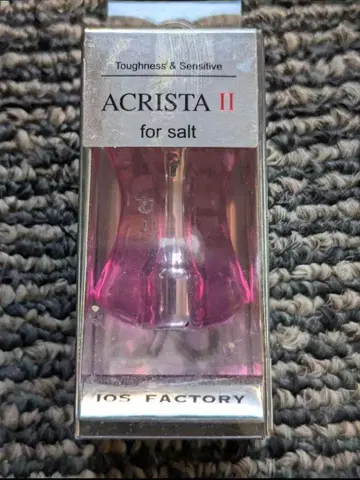 Toughness & Sensitive
ACRISTA II
for salt
IOS FACTORY